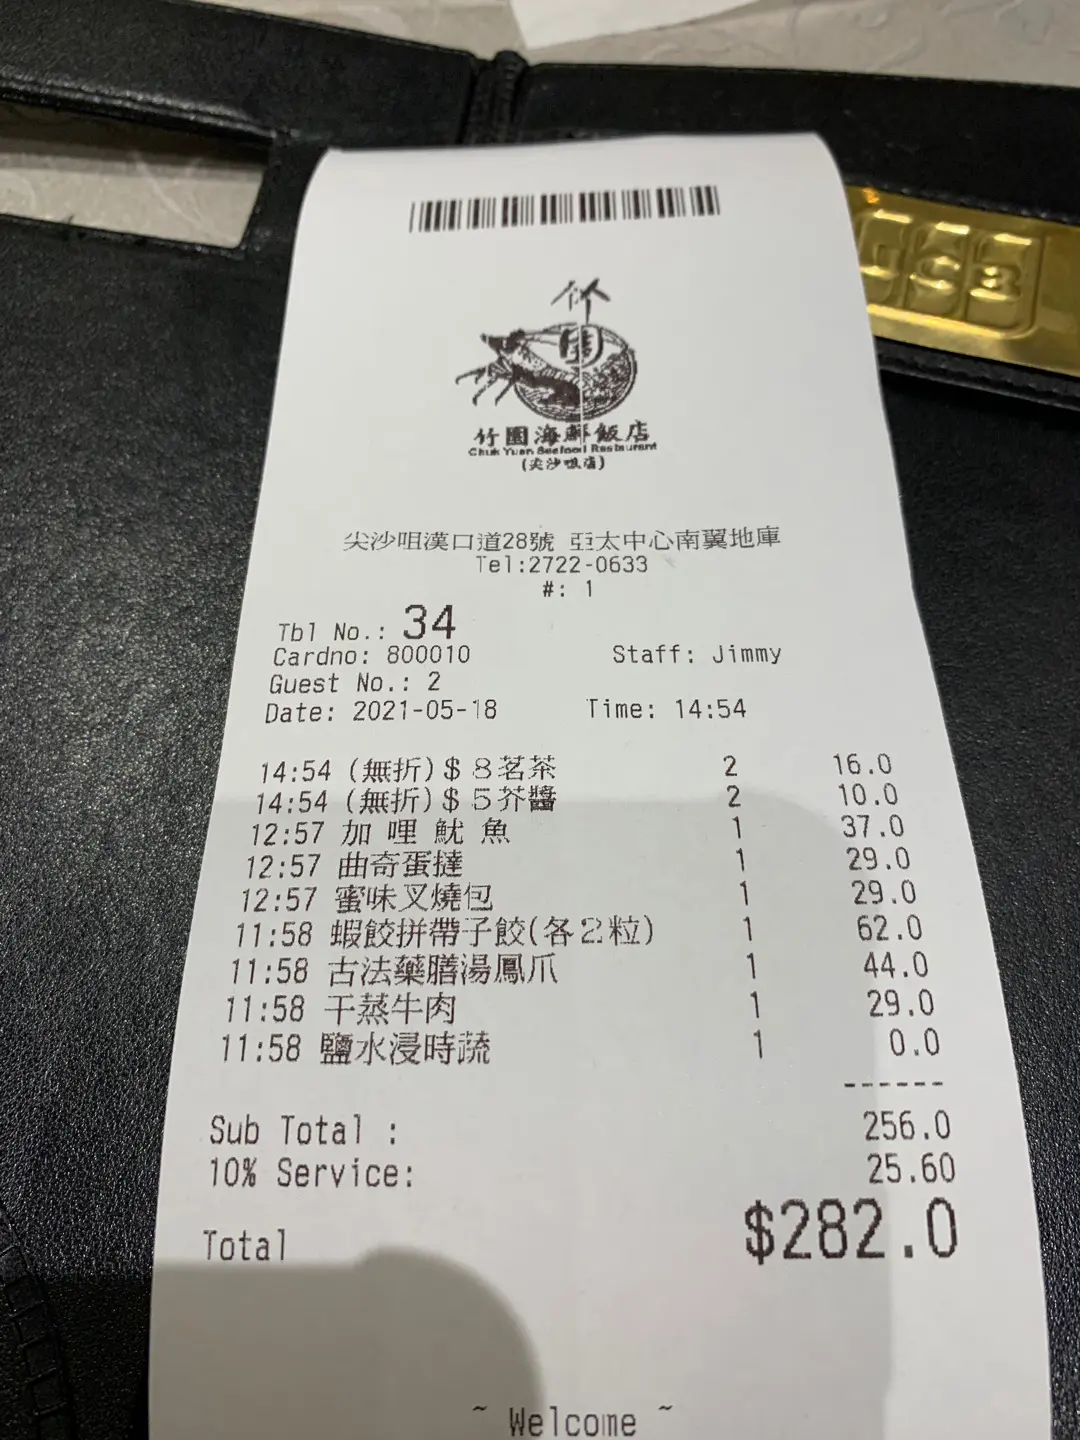 竹
園
竹園海鮮飯店
Chuk Yuen Seafood Restaurant
(尖沙咀店)
尖沙咀漢口道28號 亞太中心南翼地庫
Tel:2722-0633
#: 1
Tbl No.: 34
Cardno: 800010 Staff: Jimmy
Guest No.: 2
Date: 2021-05-18 Time: 14:54
14:54 (無折)$８茗茶 2 16.0
14:54 (無折)$５芥醬 2 10.0
12:57 加 哩 魷 魚 1 37.0
12:57 曲奇蛋撻 1 29.0
12:57 蜜味叉燒包 1 29.0
11:58 蝦餃拼帶子餃(各２粒) 1 62.0
11:58 古法藥膳湯鳳爪 1 44.0
11:58 干蒸牛肉 1 29.0
11:58 鹽水浸時蔬 1 0.0
------
Sub Total : 256.0
10% Service: 25.60
Total $282.0
~ Welcome ~